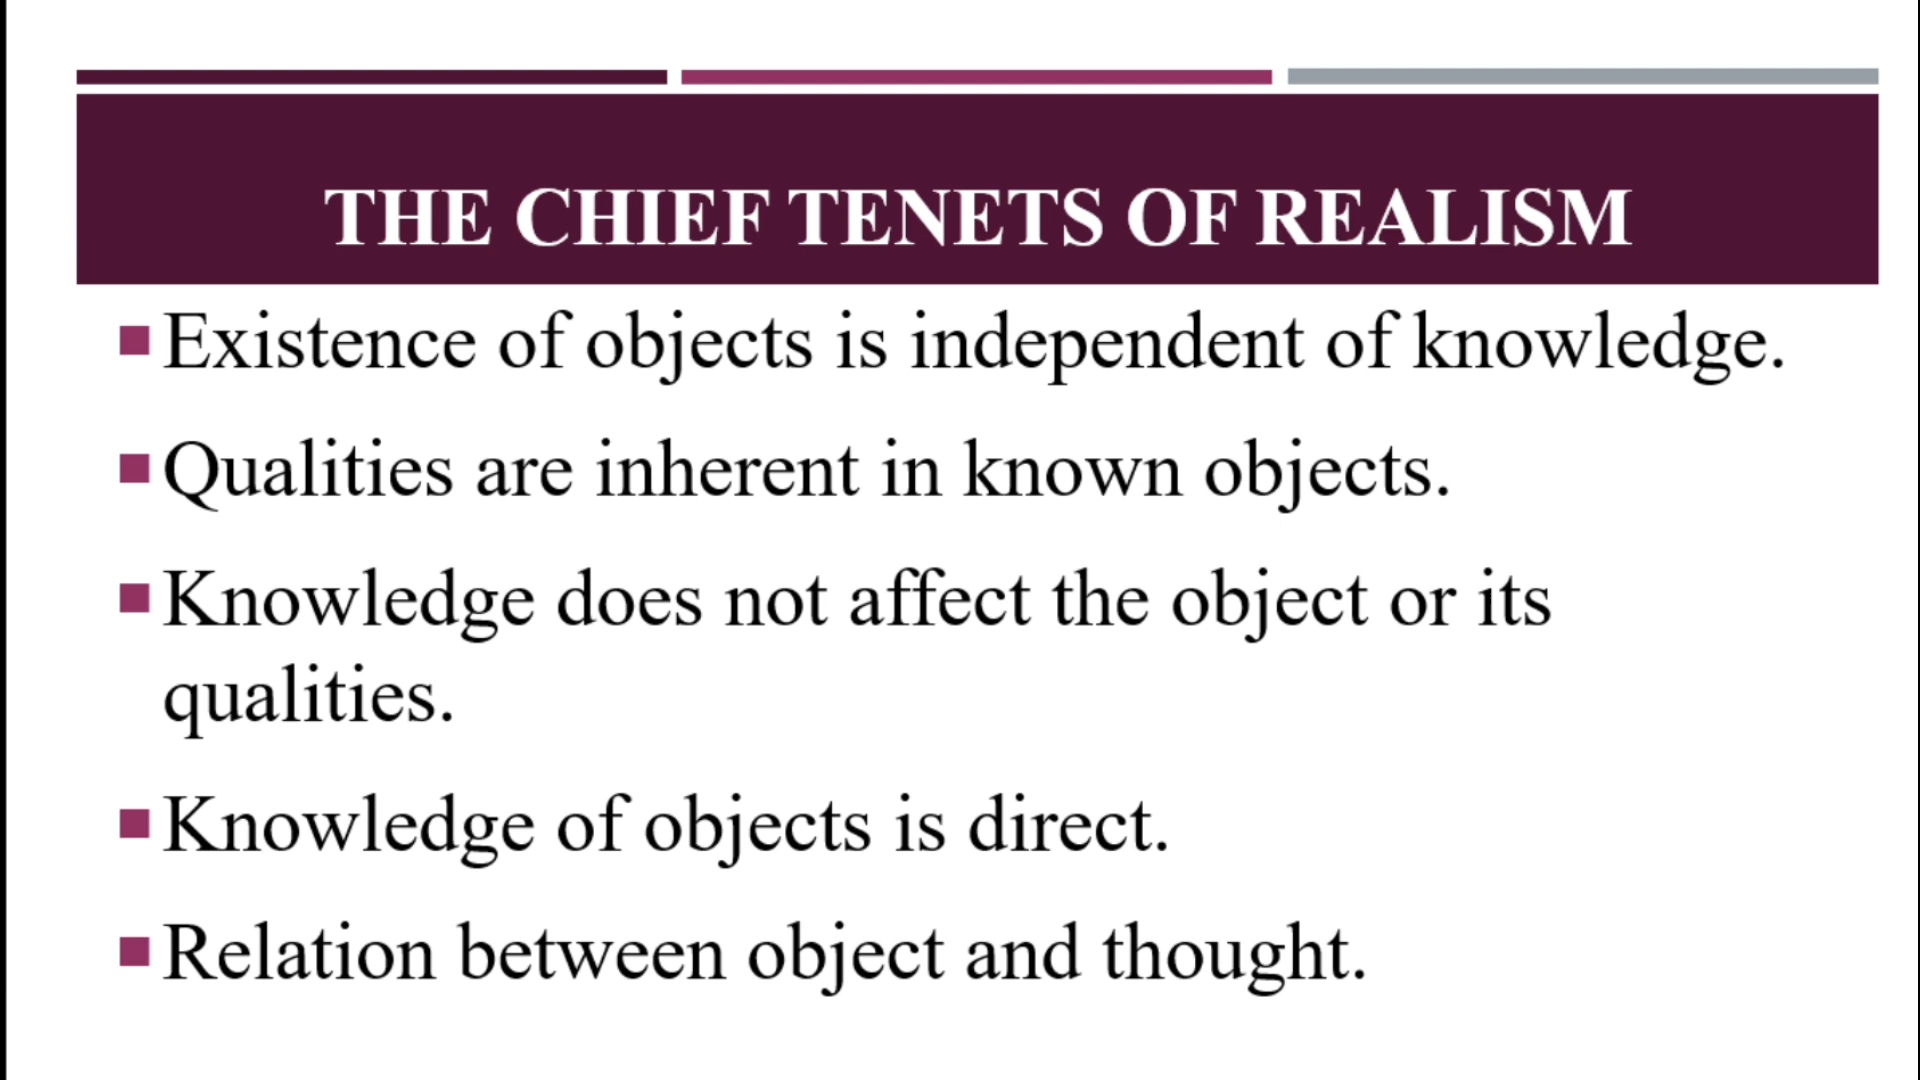 THE CHIEF TENETS OF REALISM
Existence of objects is independent of knowledge.
Qualities are inherent in known objects.
Knowledge does not affect the object or its
qualities.
Knowledge of objects is direct.
Relation between object and thought.